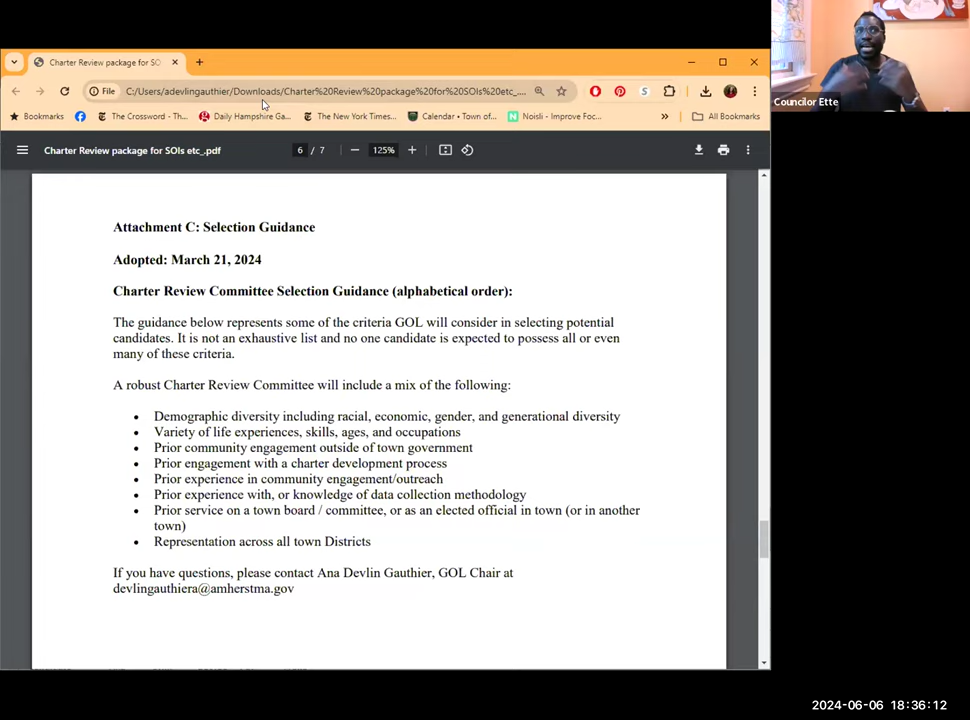 Charter Review package for SO
File
C:/Users/adevlingauthier/Downloads/Charter%20Review%20package%20for%20SOIs%20etc_....
Bookmarks
The Crossword - Th...
Daily Hampshire Ga...
The New York Times...
Calendar • Town of...
Noisli - Improve Foc...
»
All Bookmarks
Charter Review package for SOIs etc_.pdf
6 / 7
125%
Attachment C: Selection Guidance
Adopted: March 21, 2024
Charter Review Committee Selection Guidance (alphabetical order):
The guidance below represents some of the criteria GOL will consider in selecting potential
candidates. It is not an exhaustive list and no one candidate is expected to possess all or even
many of these criteria.
A robust Charter Review Committee will include a mix of the following:
• Demographic diversity including racial, economic, gender, and generational diversity
• Variety of life experiences, skills, ages, and occupations
• Prior community engagement outside of town government
• Prior engagement with a charter development process
• Prior experience in community engagement/outreach
• Prior experience with, or knowledge of data collection methodology
• Prior service on a town board / committee, or as an elected official in town (or in another
town)
• Representation across all town Districts
If you have questions, please contact Ana Devlin Gauthier, GOL Chair at
devlingauthiera@amherstma.gov
Councilor Ette
2024-06-06 18:36:12